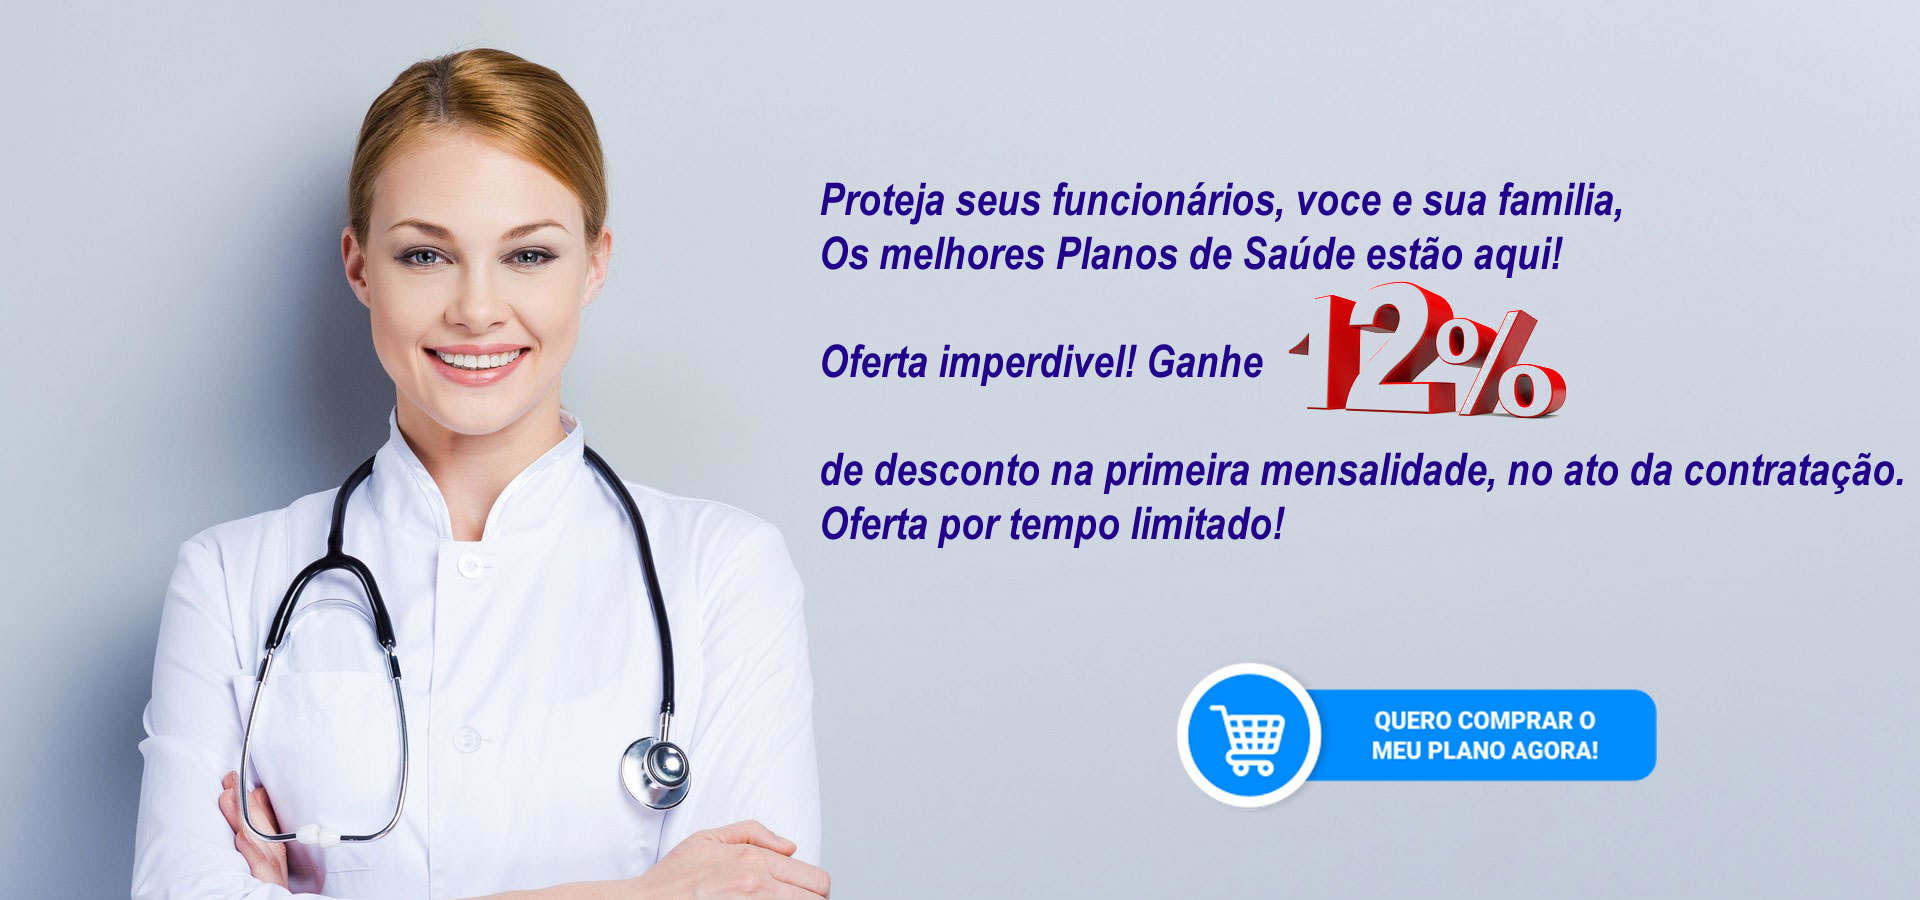 Proteja seus funcionários, voce e sua familia,
Os melhores Planos de Saúde estão aqui!
Oferta imperdivel! Ganhe 12%
de desconto na primeira mensalidade, no ato da contratação.
Oferta por tempo limitado!
QUERO COMPRAR O
MEU PLANO AGORA!